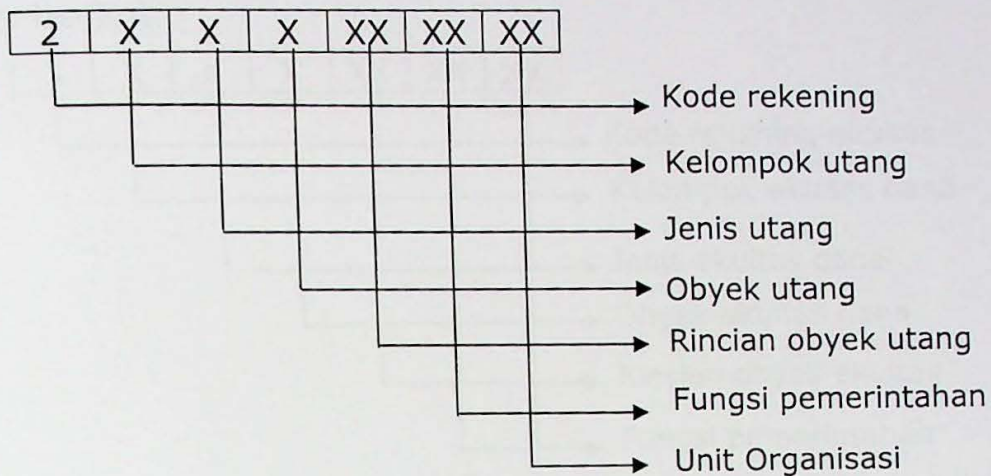 2 X X X XX XX XX
Kode rekening
Kelompok utang
Jenis utang
Obyek utang
Rincian obyek utang
Fungsi pemerintahan
Unit Organisasi